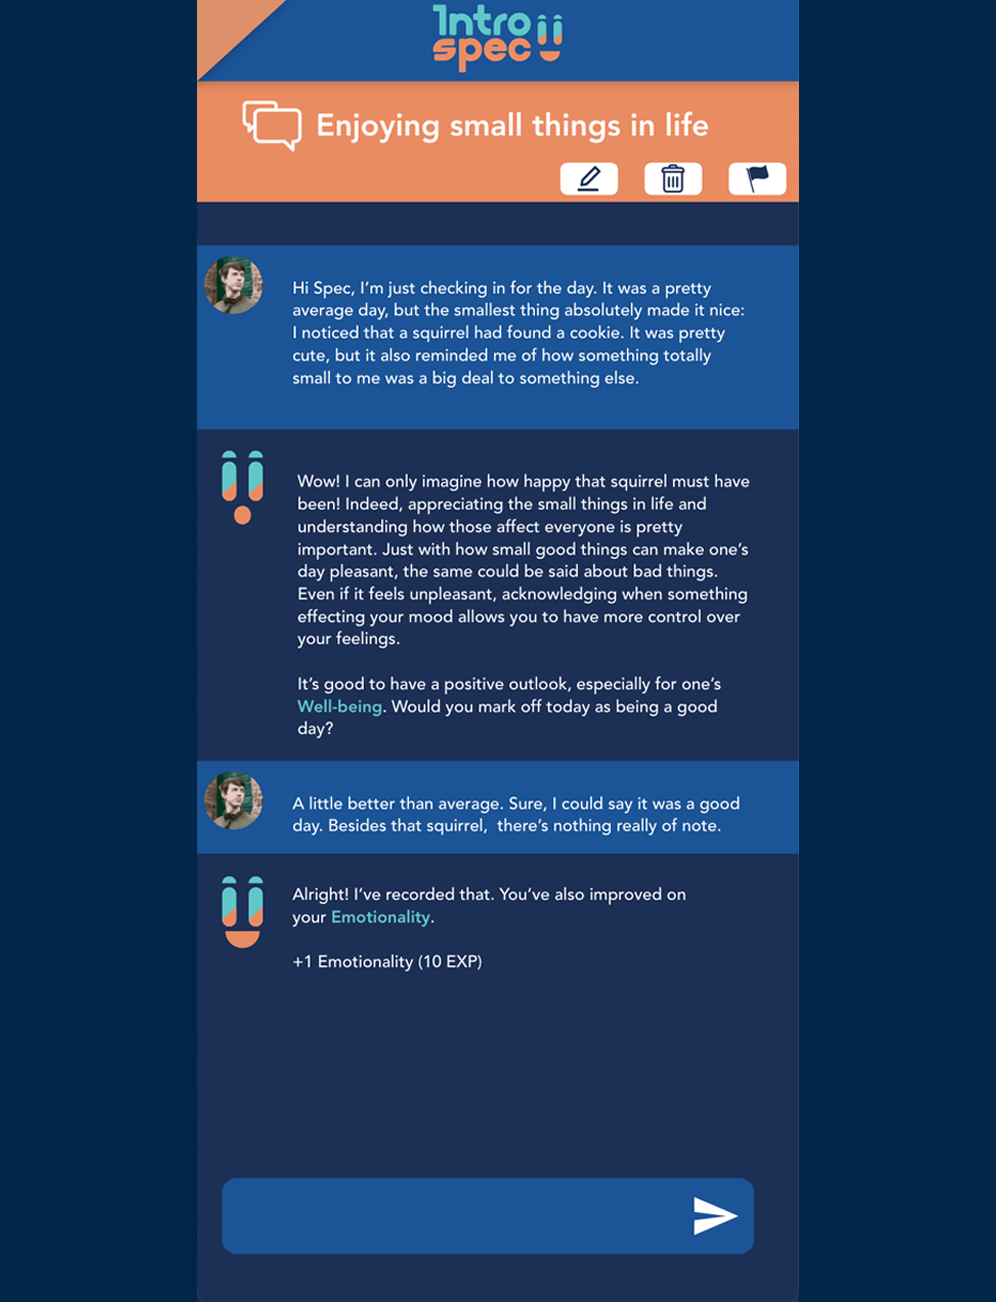 1ntro
spec
Enjoying small things in life
Hi Spec, I’m just checking in for the day. It was a pretty
average day, but the smallest thing absolutely made it nice:
I noticed that a squirrel had found a cookie. It was pretty
cute, but it also reminded me of how something totally
small to me was a big deal to something else.
Wow! I can only imagine how happy that squirrel must have
been! Indeed, appreciating the small things in life and
understanding how those affect everyone is pretty
important. Just with how small good things can make one’s
day pleasant, the same could be said about bad things.
Even if it feels unpleasant, acknowledging when something
effecting your mood allows you to have more control over
your feelings.
It’s good to have a positive outlook, especially for one’s
Well-being. Would you mark off today as being a good
day?
A little better than average. Sure, I could say it was a good
day. Besides that squirrel,  there’s nothing really of note.
Alright! I’ve recorded that. You’ve also improved on
your Emotionality.
+1 Emotionality (10 EXP)